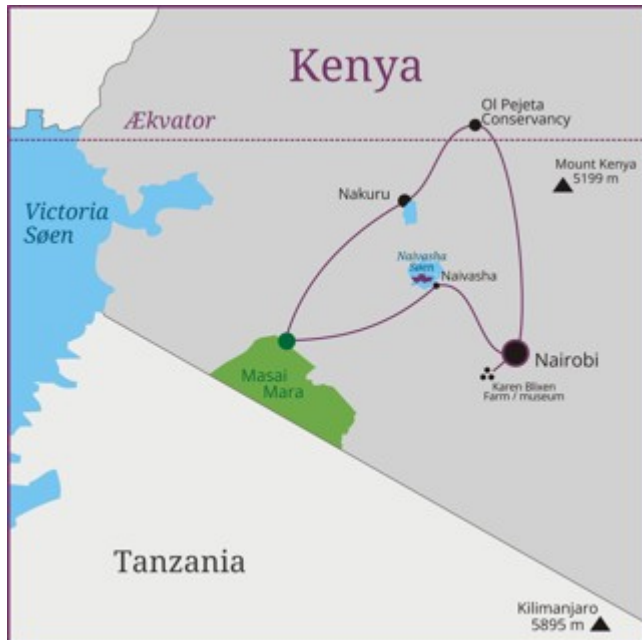 Kenya
Ol Pejeta
Conservancy
Ækvator
Mount Kenya
5199 m
Nakuru
Victoria
Søen
Naivasha
Søen
Naivasha
Nairobi
Karen Blixen
Farm / museum
Masai
Mara
Tanzania
Kilimanjaro
5895 m